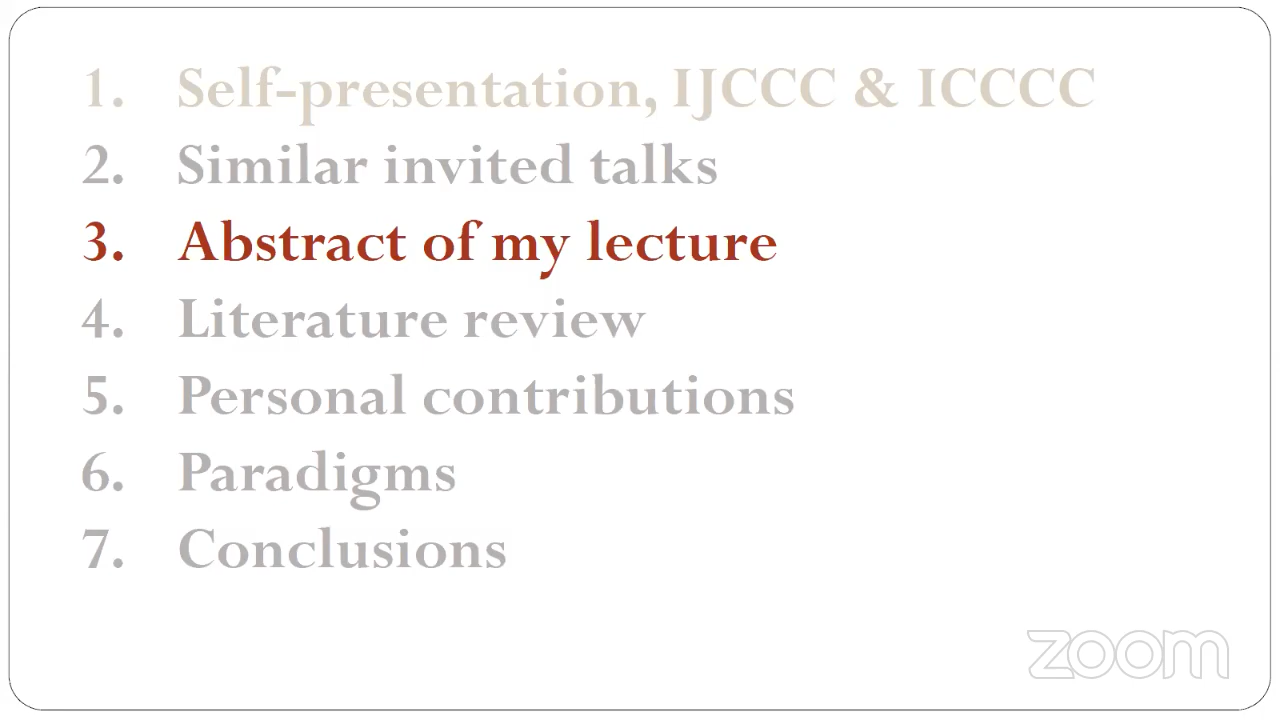 1. Self-presentation, IJCCC & ICCCC
2. Similar invited talks
3. Abstract of my lecture
4. Literature review
5. Personal contributions
6. Paradigms
7. Conclusions
zoom